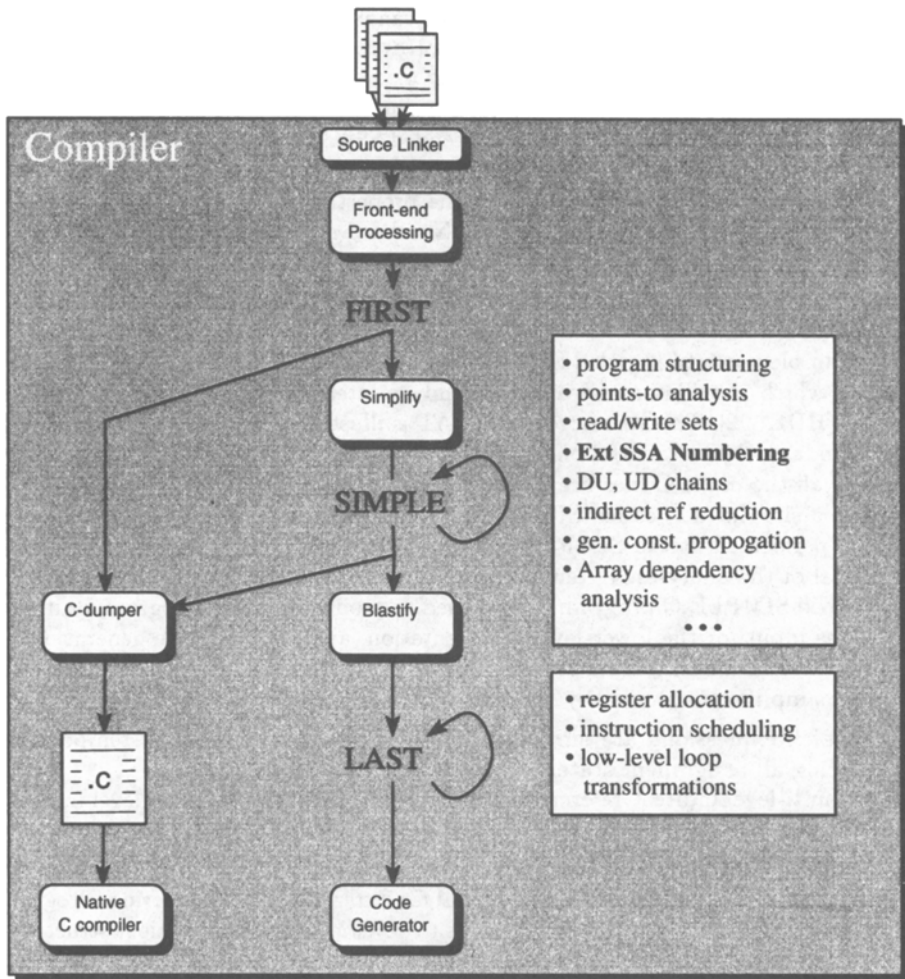 .C
Compiler
Source Linker
Front-end
Processing
FIRST
Simplify
SIMPLE
C-dumper
Blastify
.C
LAST
Native
C compiler
Code
Generator
• program structuring
• points-to analysis
• read/write sets
• Ext SSA Numbering
• DU, UD chains
• indirect ref reduction
• gen. const. propogation
• Array dependency
analysis
• • •
• register allocation
• instruction scheduling
• low-level loop
transformations